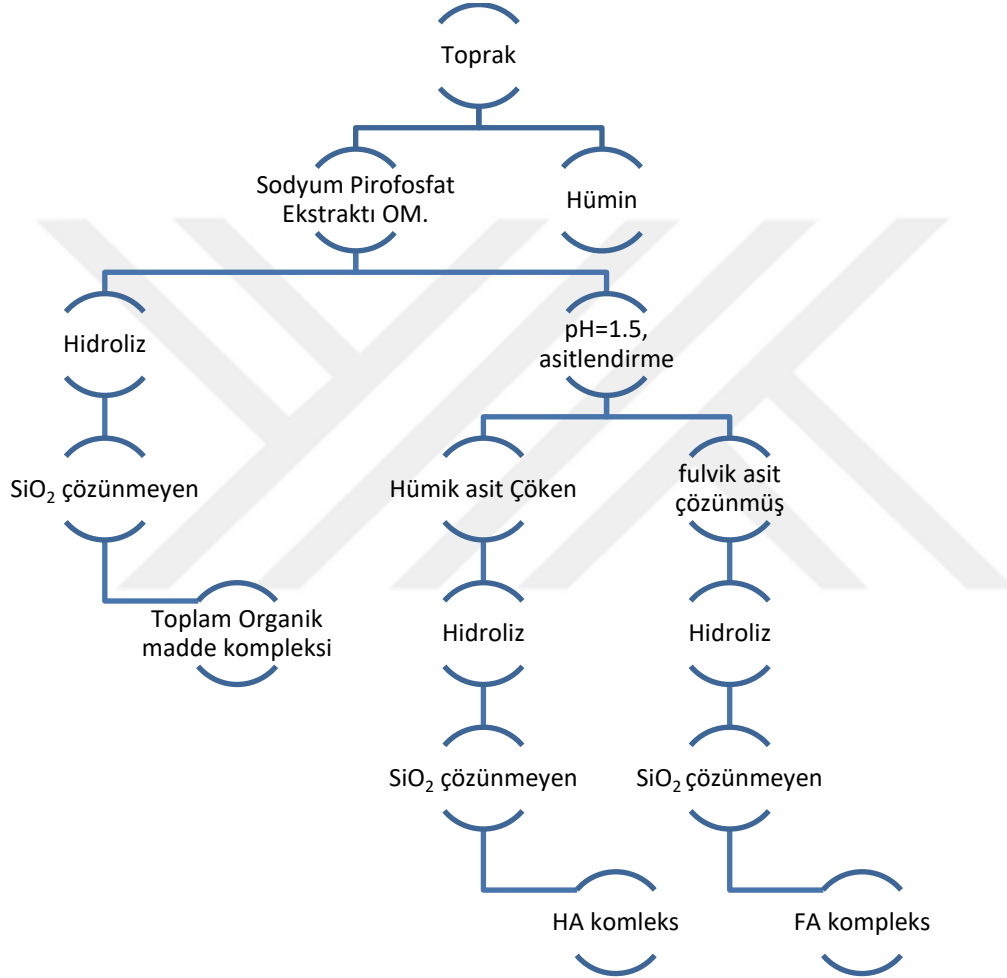 Toprak
Sodyum Pirofosfat
Ekstraktı OM.
Hümin
Hidroliz
pH=1.5,
asitlendirme
SiO₂ çözünmeyen
Hümik asit Çöken
fulvik asit
çözünmüş
Toplam Organik
madde kompleksi
Hidroliz
Hidroliz
SiO₂ çözünmeyen
SiO₂ çözünmeyen
HA komleks
FA kompleks